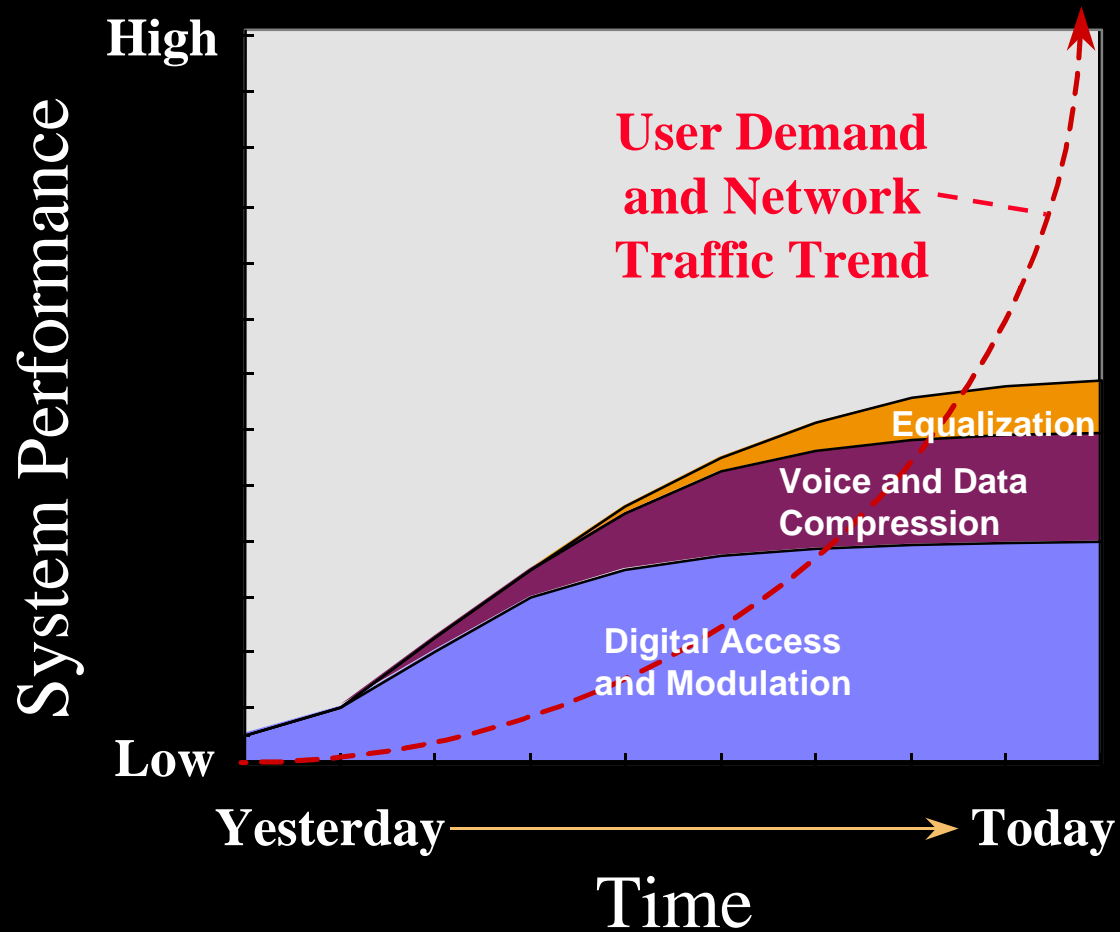 High
System Performance
User Demand
and Network
Traffic Trend
Equalization
Voice and Data
Compression
Digital Access
and Modulation
Low
Yesterday
Today
Time